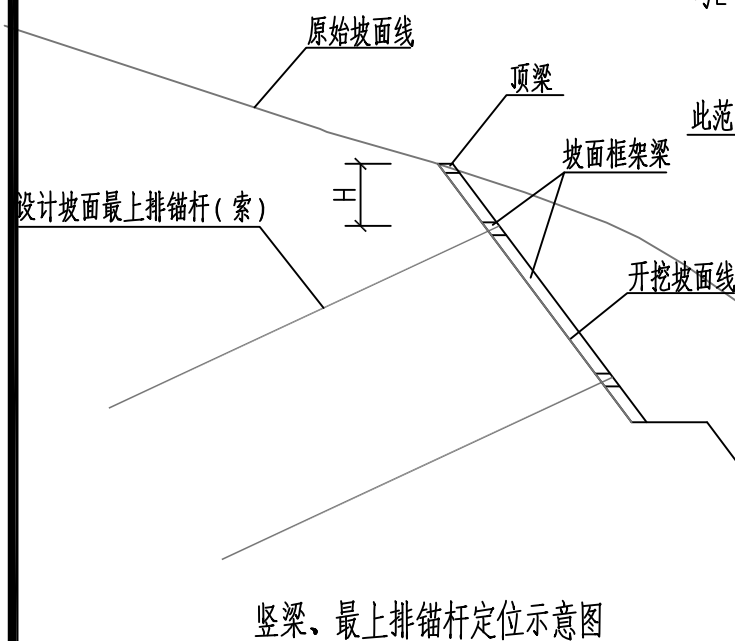 原始坡面线
顶梁
此范
坡面框架梁
H
设计坡面最上排锚杆(索)
开挖坡面线
竖梁、最上排锚杆定位示意图